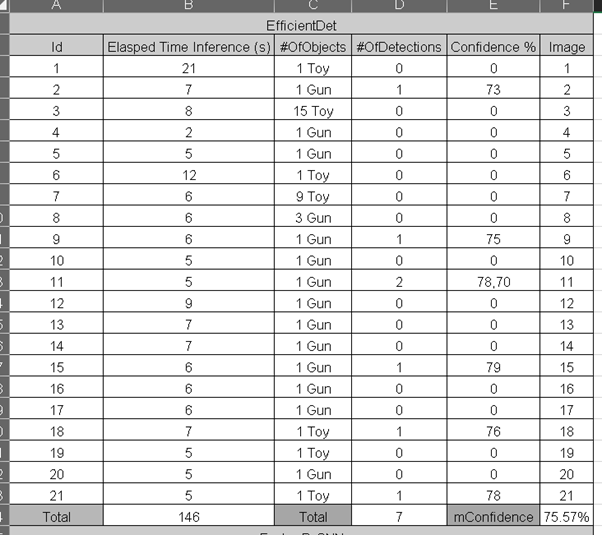 A B C D E F
EfficientDet
Id Elasped Time Inference (s) #OfObjects #OfDetections Confidence % Image
1 21 1 Toy 0 0 1
2 7 1 Gun 1 73 2
3 8 15 Toy 0 0 3
4 2 1 Gun 0 0 4
5 5 1 Gun 0 0 5
6 12 1 Toy 0 0 6
7 6 9 Toy 0 0 7
8 6 3 Gun 0 0 8
9 6 1 Gun 1 75 9
10 5 1 Gun 0 0 10
11 5 1 Gun 2 78,70 11
12 9 1 Gun 0 0 12
13 7 1 Gun 0 0 13
14 7 1 Gun 0 0 14
15 6 1 Gun 1 79 15
16 6 1 Gun 0 0 16
17 6 1 Gun 0 0 17
18 7 1 Toy 1 76 18
19 5 1 Toy 0 0 19
20 5 1 Gun 0 0 20
21 5 1 Toy 1 78 21
Total 146 Total 7 mConfidence 75.57%